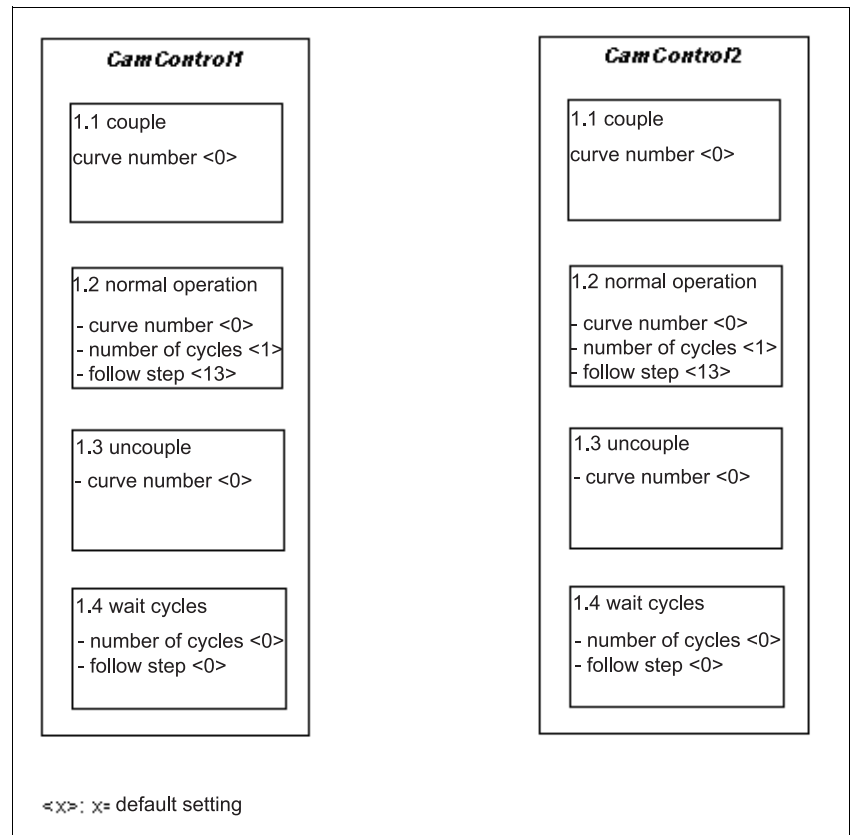 CamControl1
1.1 couple
curve number <0>
1.2 normal operation
- curve number <0>
- number of cycles <1>
- follow step <13>
1.3 uncouple
- curve number <0>
1.4 wait cycles
- number of cycles <0>
- follow step <0>
CamControl2
1.1 couple
curve number <0>
1.2 normal operation
- curve number <0>
- number of cycles <1>
- follow step <13>
1.3 uncouple
- curve number <0>
1.4 wait cycles
- number of cycles <0>
- follow step <0>
<x>: x= default setting